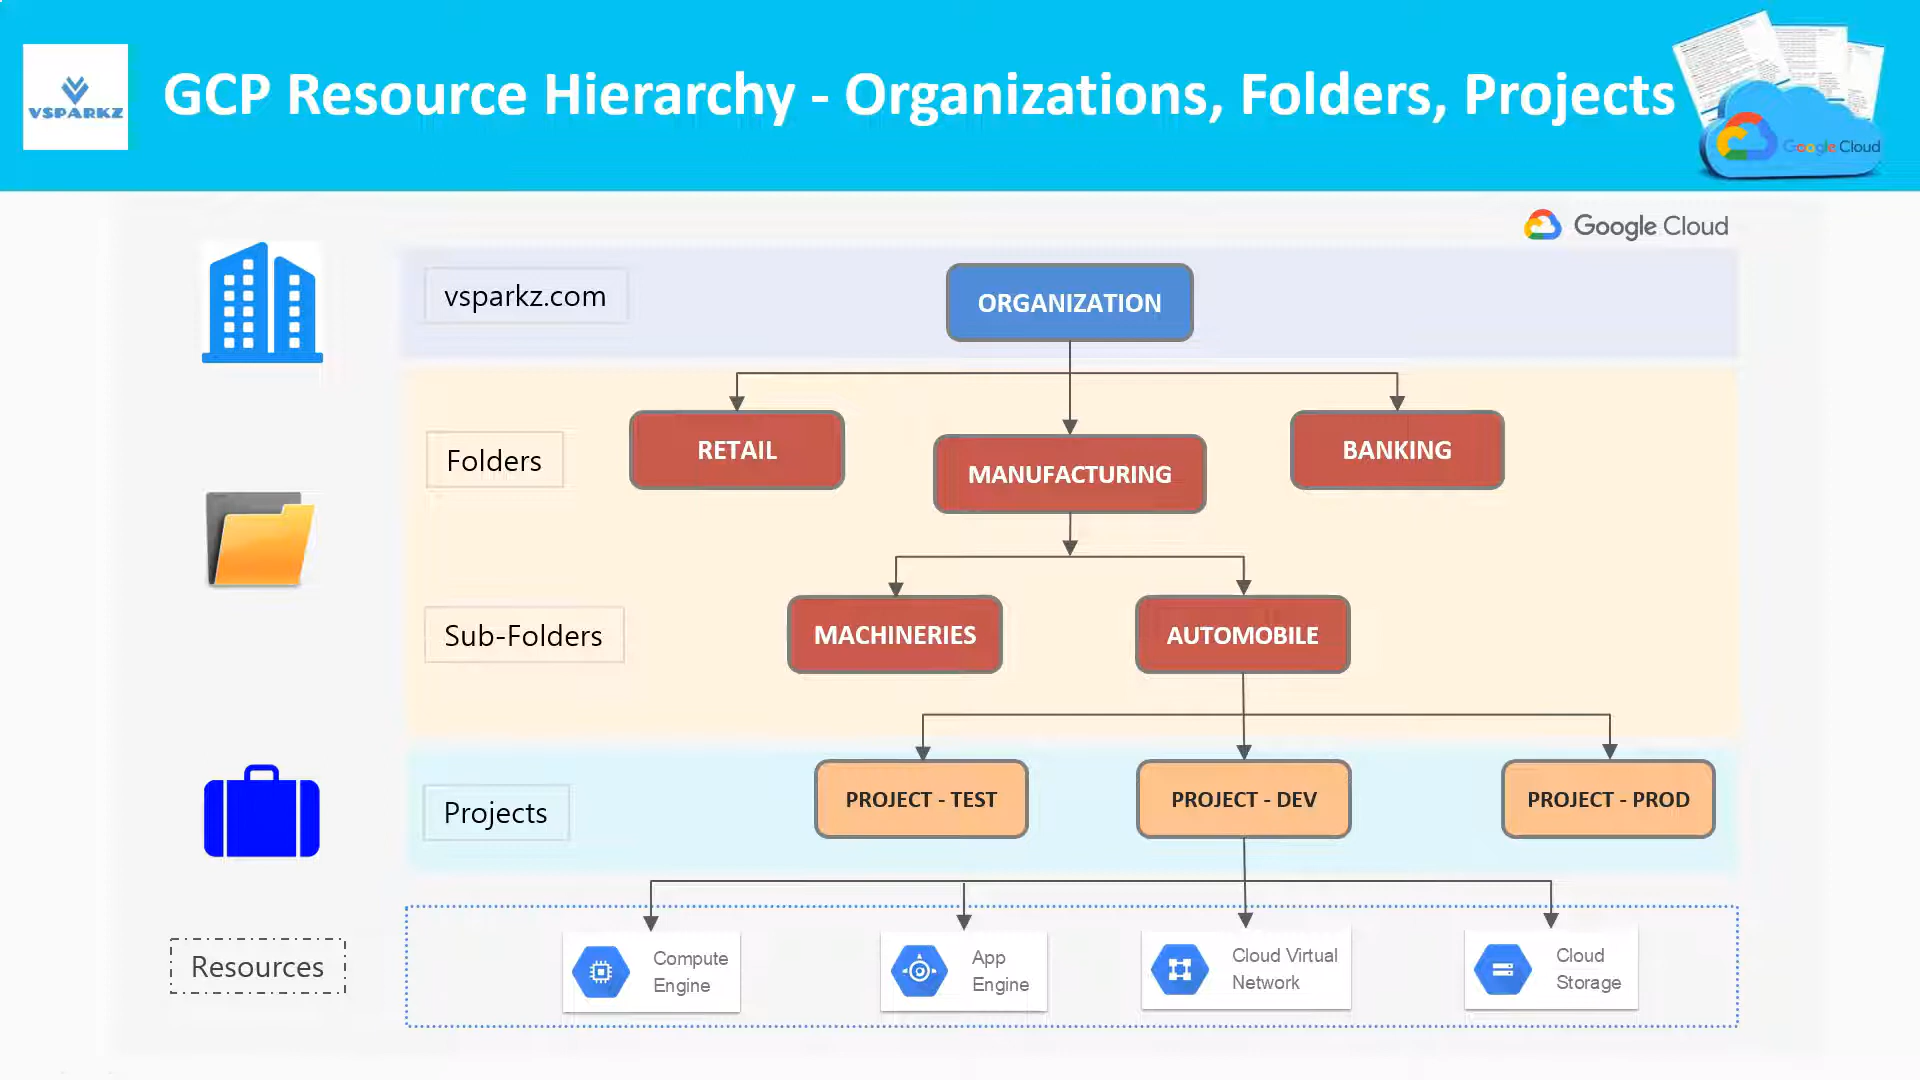 VSPARKZ
GCP Resource Hierarchy - Organizations, Folders, Projects
Google Cloud
Google Cloud
vsparkz.com
ORGANIZATION
Folders
RETAIL
MANUFACTURING
BANKING
Sub-Folders
MACHINERIES
AUTOMOBILE
Projects
PROJECT - TEST
PROJECT - DEV
PROJECT - PROD
Resources
Compute
Engine
App
Engine
Cloud Virtual
Network
Cloud
Storage